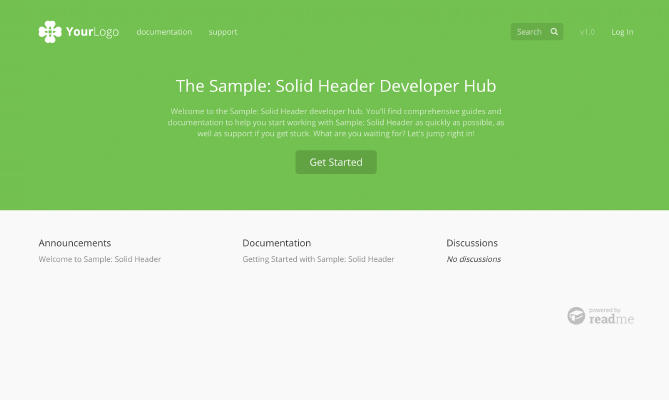 YourLogo documentation support Search v1.0 Log In
The Sample: Solid Header Developer Hub
Welcome to the Sample: Solid Header developer hub. You'll find comprehensive guides and
documentation to help you start working with Sample: Solid Header as quickly as possible, as
well as support if you get stuck. What are you waiting for? Let's jump right in!
Get Started
Announcements
Welcome to Sample: Solid Header
Documentation
Getting Started with Sample: Solid Header
Discussions
No discussions
powered by
readme